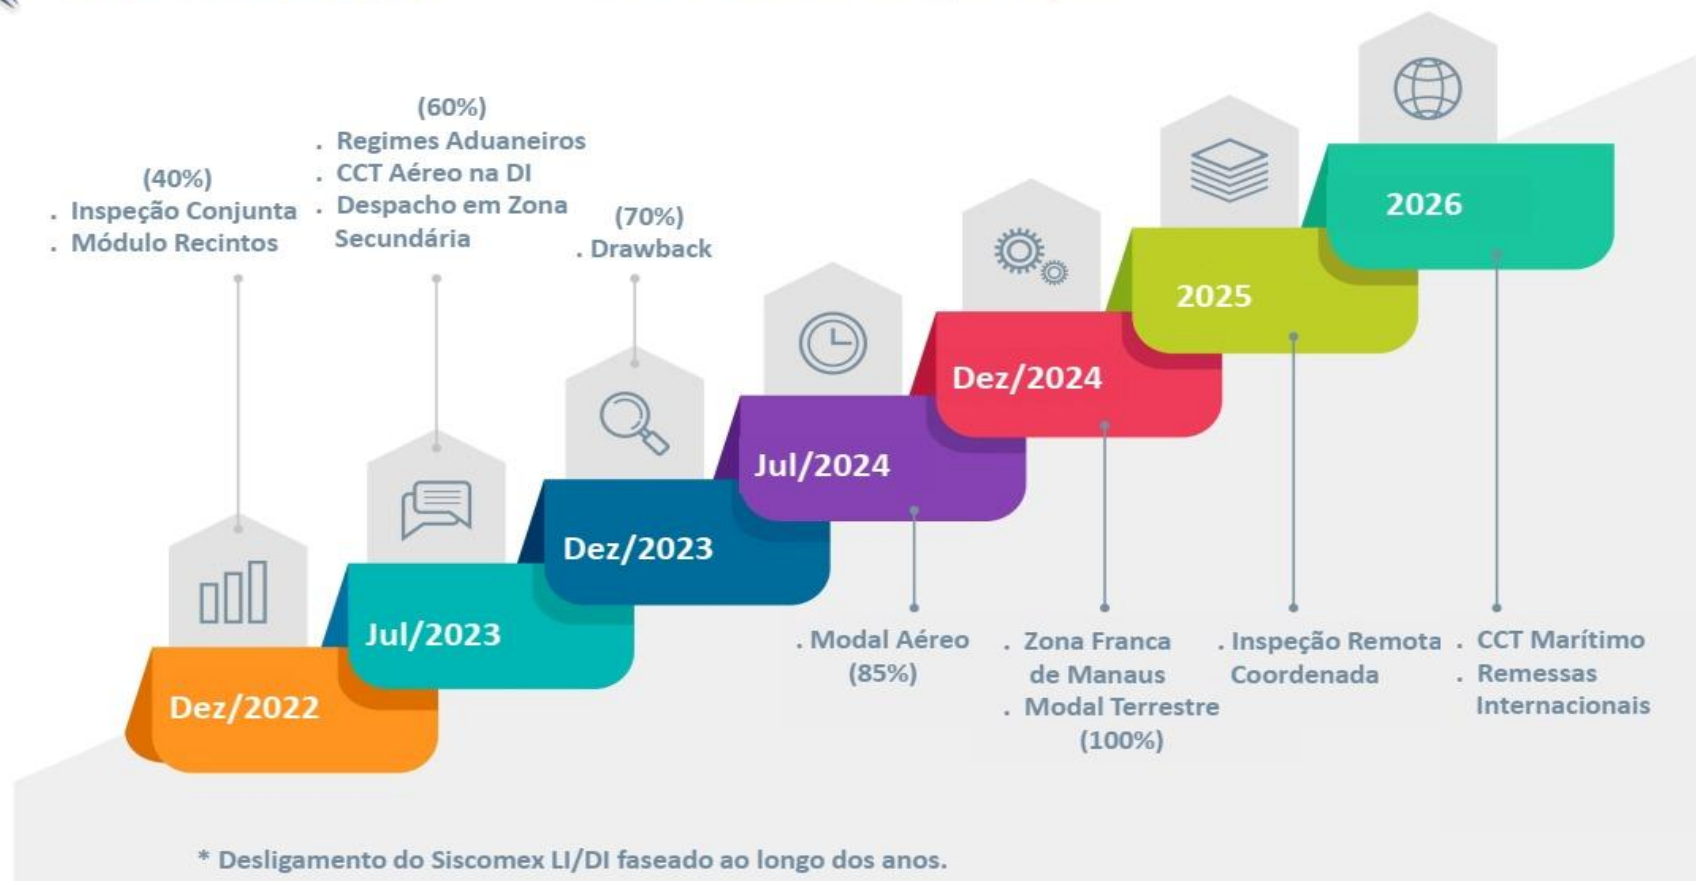 (40%)
. Inspeção Conjunta
. Módulo Recintos
(60%)
. Regimes Aduaneiros
. CCT Aéreo na DI
. Despacho em Zona
Secundária
(70%)
. Drawback
Dez/2022
Jul/2023
Dez/2023
Jul/2024
Dez/2024
2025
2026
. Modal Aéreo
(85%)
. Zona Franca
de Manaus
. Modal Terrestre
(100%)
. Inspeção Remota
Coordenada
. CCT Marítimo
. Remessas
Internacionais
* Desligamento do Siscomex LI/DI faseado ao longo dos anos.